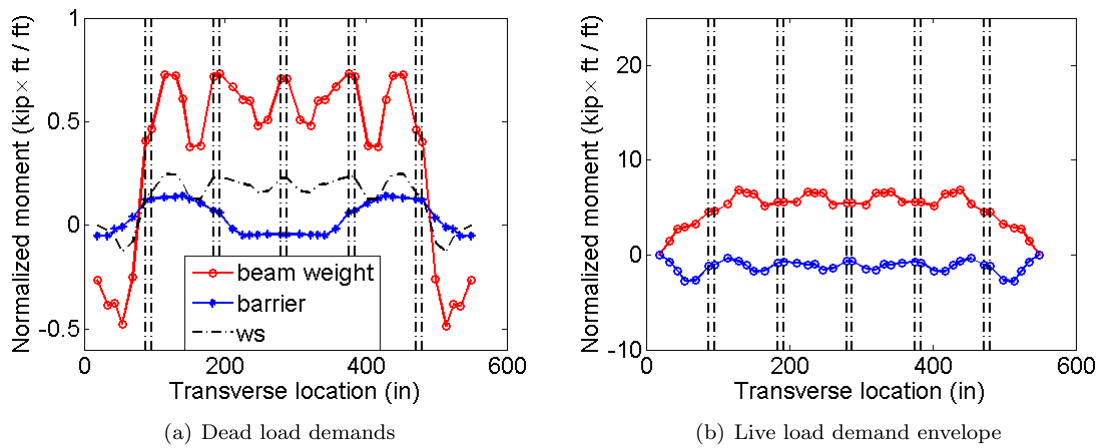 Normalized moment (kip× ft / ft)
1
0.5
0
-0.5
beam weight
barrier
ws
0 200 400 600
Transverse location (in)
(a) Dead load demands
Normalized moment (kip× ft / ft)
20
10
0
-10
0 200 400 600
Transverse location (in)
(b) Live load demand envelope